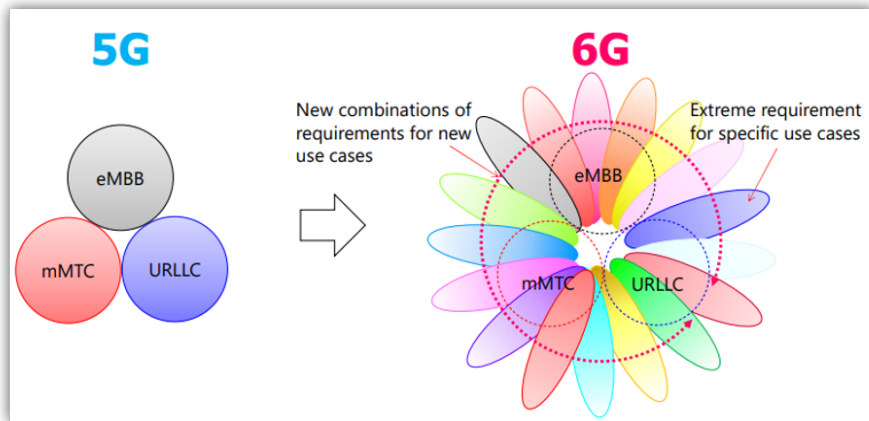 5G
6G
New combinations of
requirements for new
use cases
Extreme requirement
for specific use cases
eMBB
mMTC
URLLC
eMBB
mMTC
URLLC